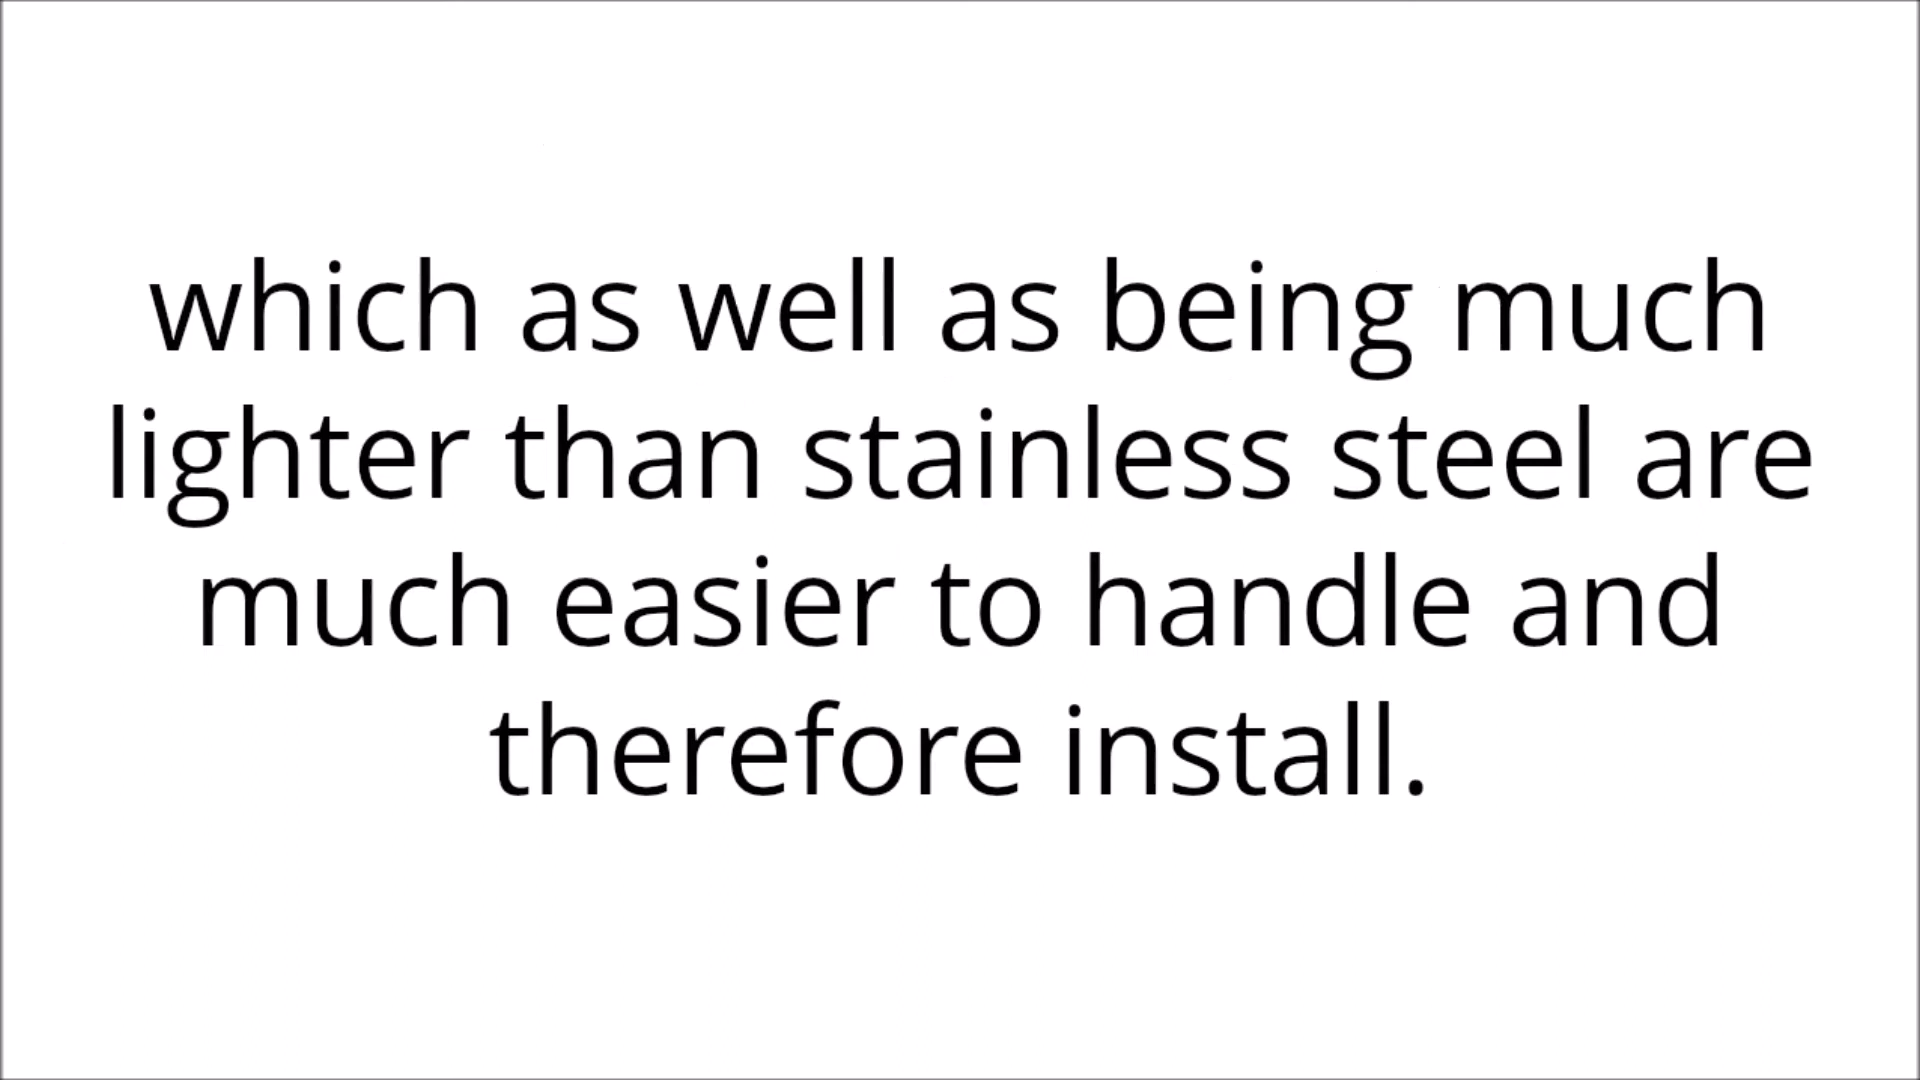 which as well as being much
lighter than stainless steel are
much easier to handle and
therefore install.